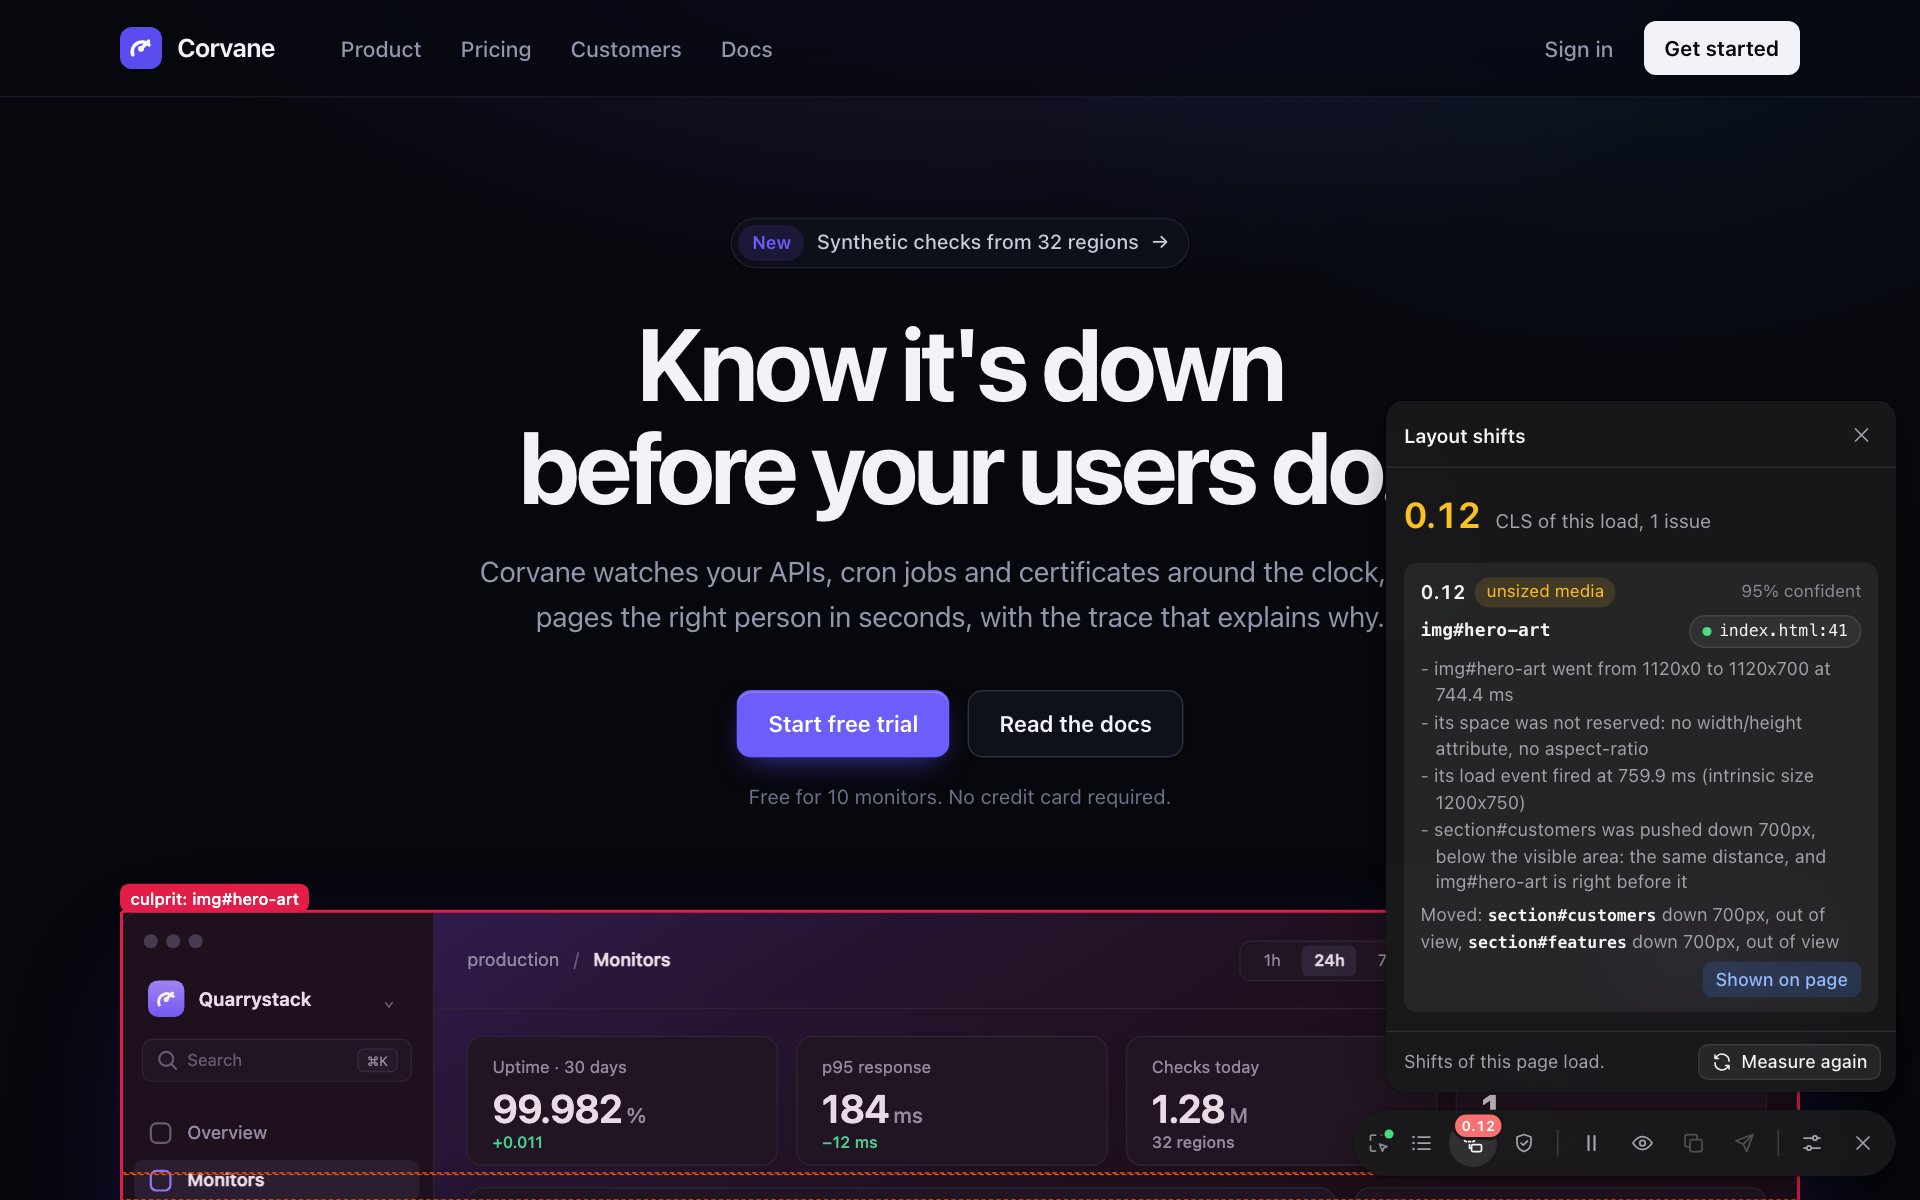 Corvane
Product
Pricing
Customers
Docs
Sign in
Get started
New
Synthetic checks from 32 regions →
Know it's down
before your users do.
Corvane watches your APIs, cron jobs and certificates around the clock,
pages the right person in seconds, with the trace that explains why.
Start free trial
Read the docs
Free for 10 monitors. No credit card required.
culprit: img#hero-art
Quarrystack
Search
⌘K
Overview
Monitors
production / Monitors
1h
24h
7
Uptime · 30 days
99.982 %
+0.011
p95 response
184 ms
−12 ms
Checks today
1.28 M
32 regions
1
Layout shifts
0.12 CLS of this load, 1 issue
0.12 unsized media 95% confident
img#hero-art index.html:41
- img#hero-art went from 1120x0 to 1120x700 at
744.4 ms
- its space was not reserved: no width/height
attribute, no aspect-ratio
- its load event fired at 759.9 ms (intrinsic size
1200x750)
- section#customers was pushed down 700px,
below the visible area: the same distance, and
img#hero-art is right before it
Moved: section#customers down 700px, out of
view, section#features down 700px, out of view
Shown on page
Shifts of this page load.
Measure again
0.12